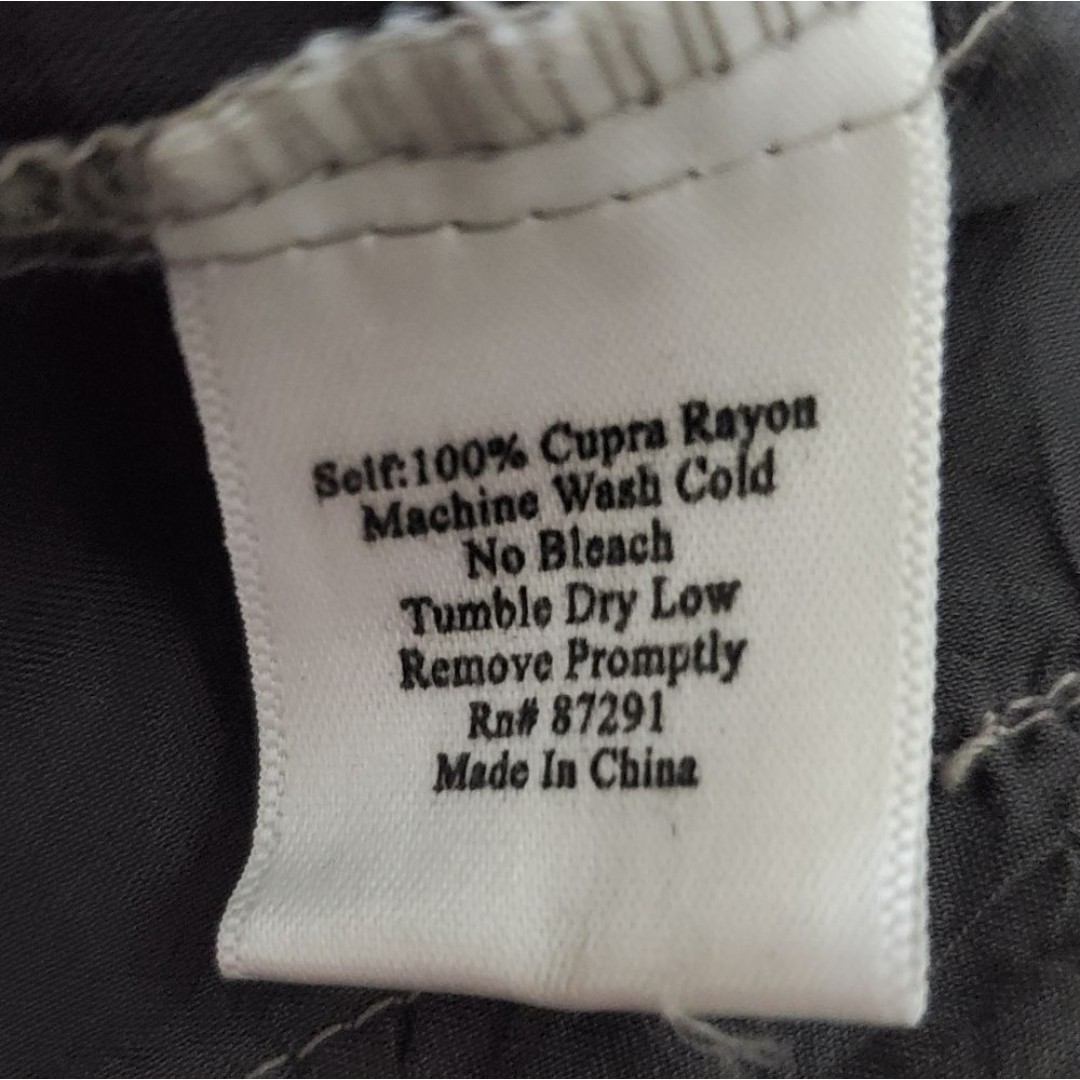 Self:100% Cupra Rayon
Machine Wash Cold
No Bleach
Tumble Dry Low
Remove Promptly
Rn# 87291
Made In China